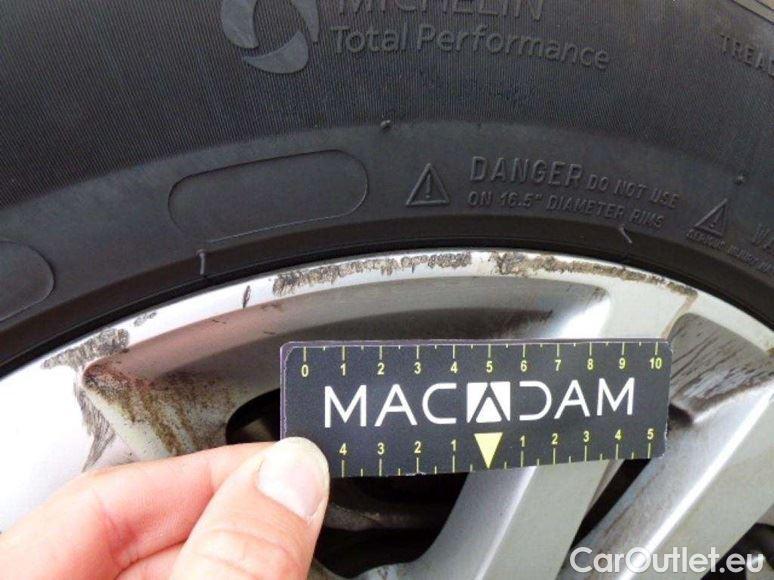 MICHELIN
Total Performance
TREAD
DANGER DO NOT USE
ON 16.5" DIAMETER RIMS
0 1 2 3 4 5 6 7 8 9 10
MACADAM
4 3 2 1 1 2 3 4 5
CarOutlet.eu